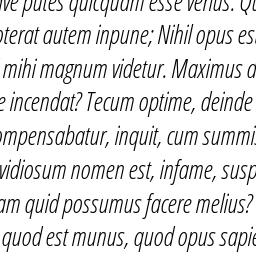 ve putes quicquam esse verius. Qu
oterat autem inpune; Nihil opus est
mihi magnum videtur. Maximus d
e incendat? Tecum optime, deinde
ompensabatur, inquit, cum summis
vidiosum nomen est, infame, susp
am quid possumus facere melius?
quod est munus, quod opus sapie